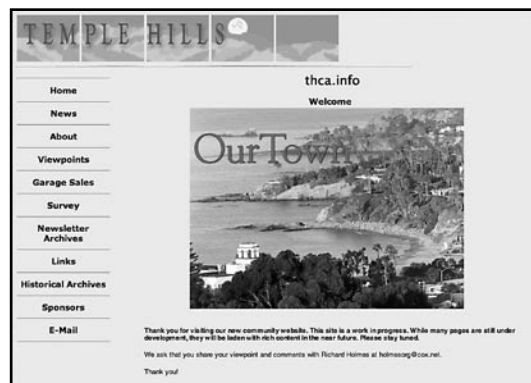 TEMPLE HILLS
thca.info
Welcome
Our Town
Home
News
About
Viewpoints
Garage Sales
Survey
Newsletter
Archives
Links
Historical Archives
Sponsors
E-Mail
Thank you for visiting our new community website. This site is a work in progress. While many pages are still under
development, they will be laden with rich content in the near future. Please stay tuned.
We ask that you share your viewpoint and comments with Richard Holmes at holmesorg@cox.net.
Thank you!